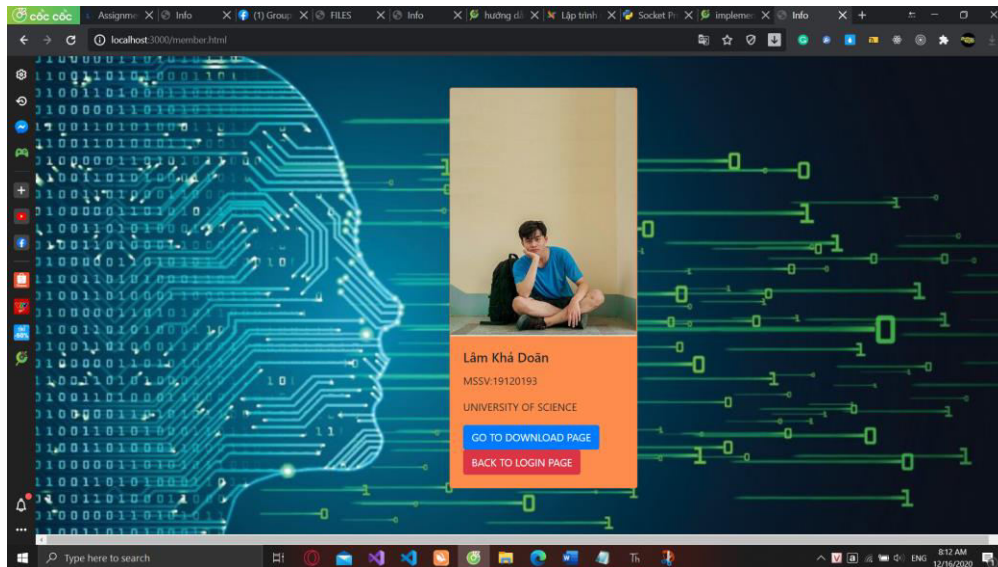 cốc cốc
Assignme
Info
(1) Group
FILES
Info
hướng dẫ
Lập trình
Socket Pr
implemen
Info
localhost:3000/member.html
Lâm Khả Doãn
MSSV:19120193
UNIVERSITY OF SCIENCE
GO TO DOWNLOAD PAGE
BACK TO LOGIN PAGE
Type here to search
ENG
8:12 AM
12/16/2020